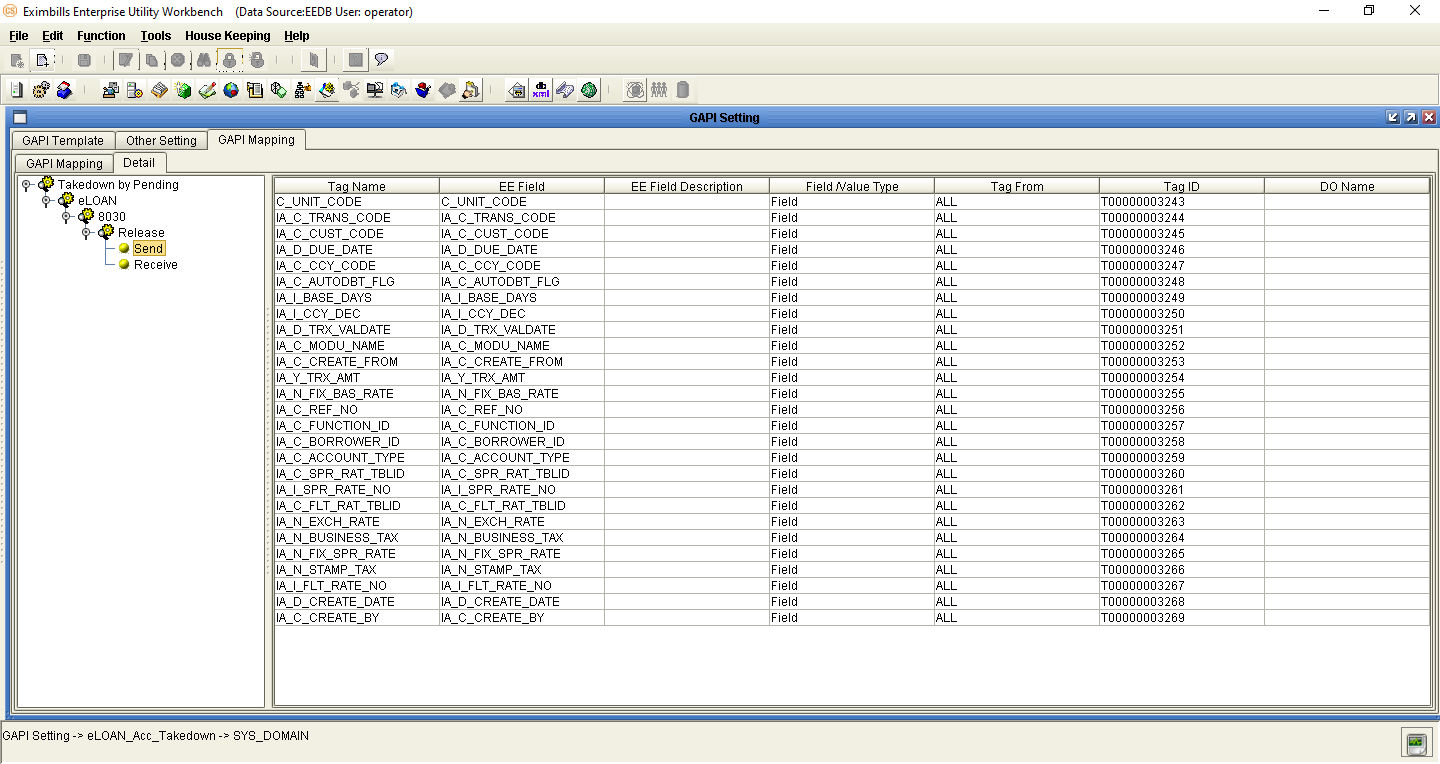 CS Eximbills Enterprise Utility Workbench (Data Source:EEDB User: operator)
File Edit Function Tools House Keeping Help
db
xml
GAPI Setting
GAPI Template Other Setting GAPI Mapping
GAPI Mapping Detail
Takedown by Pending
eLOAN
8030
Release
Send
Receive
Tag Name EE Field EE Field Description Field /Value Type Tag From Tag ID DO Name
C_UNIT_CODE C_UNIT_CODE Field ALL T00000003243
IA_C_TRANS_CODE IA_C_TRANS_CODE Field ALL T00000003244
IA_C_CUST_CODE IA_C_CUST_CODE Field ALL T00000003245
IA_D_DUE_DATE IA_D_DUE_DATE Field ALL T00000003246
IA_C_CCY_CODE IA_C_CCY_CODE Field ALL T00000003247
IA_C_AUTODBT_FLG IA_C_AUTODBT_FLG Field ALL T00000003248
IA_I_BASE_DAYS IA_I_BASE_DAYS Field ALL T00000003249
IA_I_CCY_DEC IA_I_CCY_DEC Field ALL T00000003250
IA_D_TRX_VALDATE IA_D_TRX_VALDATE Field ALL T00000003251
IA_C_MODU_NAME IA_C_MODU_NAME Field ALL T00000003252
IA_C_CREATE_FROM IA_C_CREATE_FROM Field ALL T00000003253
IA_Y_TRX_AMT IA_Y_TRX_AMT Field ALL T00000003254
IA_N_FIX_BAS_RATE IA_N_FIX_BAS_RATE Field ALL T00000003255
IA_C_REF_NO IA_C_REF_NO Field ALL T00000003256
IA_C_FUNCTION_ID IA_C_FUNCTION_ID Field ALL T00000003257
IA_C_BORROWER_ID IA_C_BORROWER_ID Field ALL T00000003258
IA_C_ACCOUNT_TYPE IA_C_ACCOUNT_TYPE Field ALL T00000003259
IA_C_SPR_RAT_TBLID IA_C_SPR_RAT_TBLID Field ALL T00000003260
IA_I_SPR_RATE_NO IA_I_SPR_RATE_NO Field ALL T00000003261
IA_C_FLT_RAT_TBLID IA_C_FLT_RAT_TBLID Field ALL T00000003262
IA_N_EXCH_RATE IA_N_EXCH_RATE Field ALL T00000003263
IA_N_BUSINESS_TAX IA_N_BUSINESS_TAX Field ALL T00000003264
IA_N_FIX_SPR_RATE IA_N_FIX_SPR_RATE Field ALL T00000003265
IA_N_STAMP_TAX IA_N_STAMP_TAX Field ALL T00000003266
IA_I_FLT_RATE_NO IA_I_FLT_RATE_NO Field ALL T00000003267
IA_D_CREATE_DATE IA_D_CREATE_DATE Field ALL T00000003268
IA_C_CREATE_BY IA_C_CREATE_BY Field ALL T00000003269
GAPI Setting -> eLOAN_Acc_Takedown -> SYS_DOMAIN